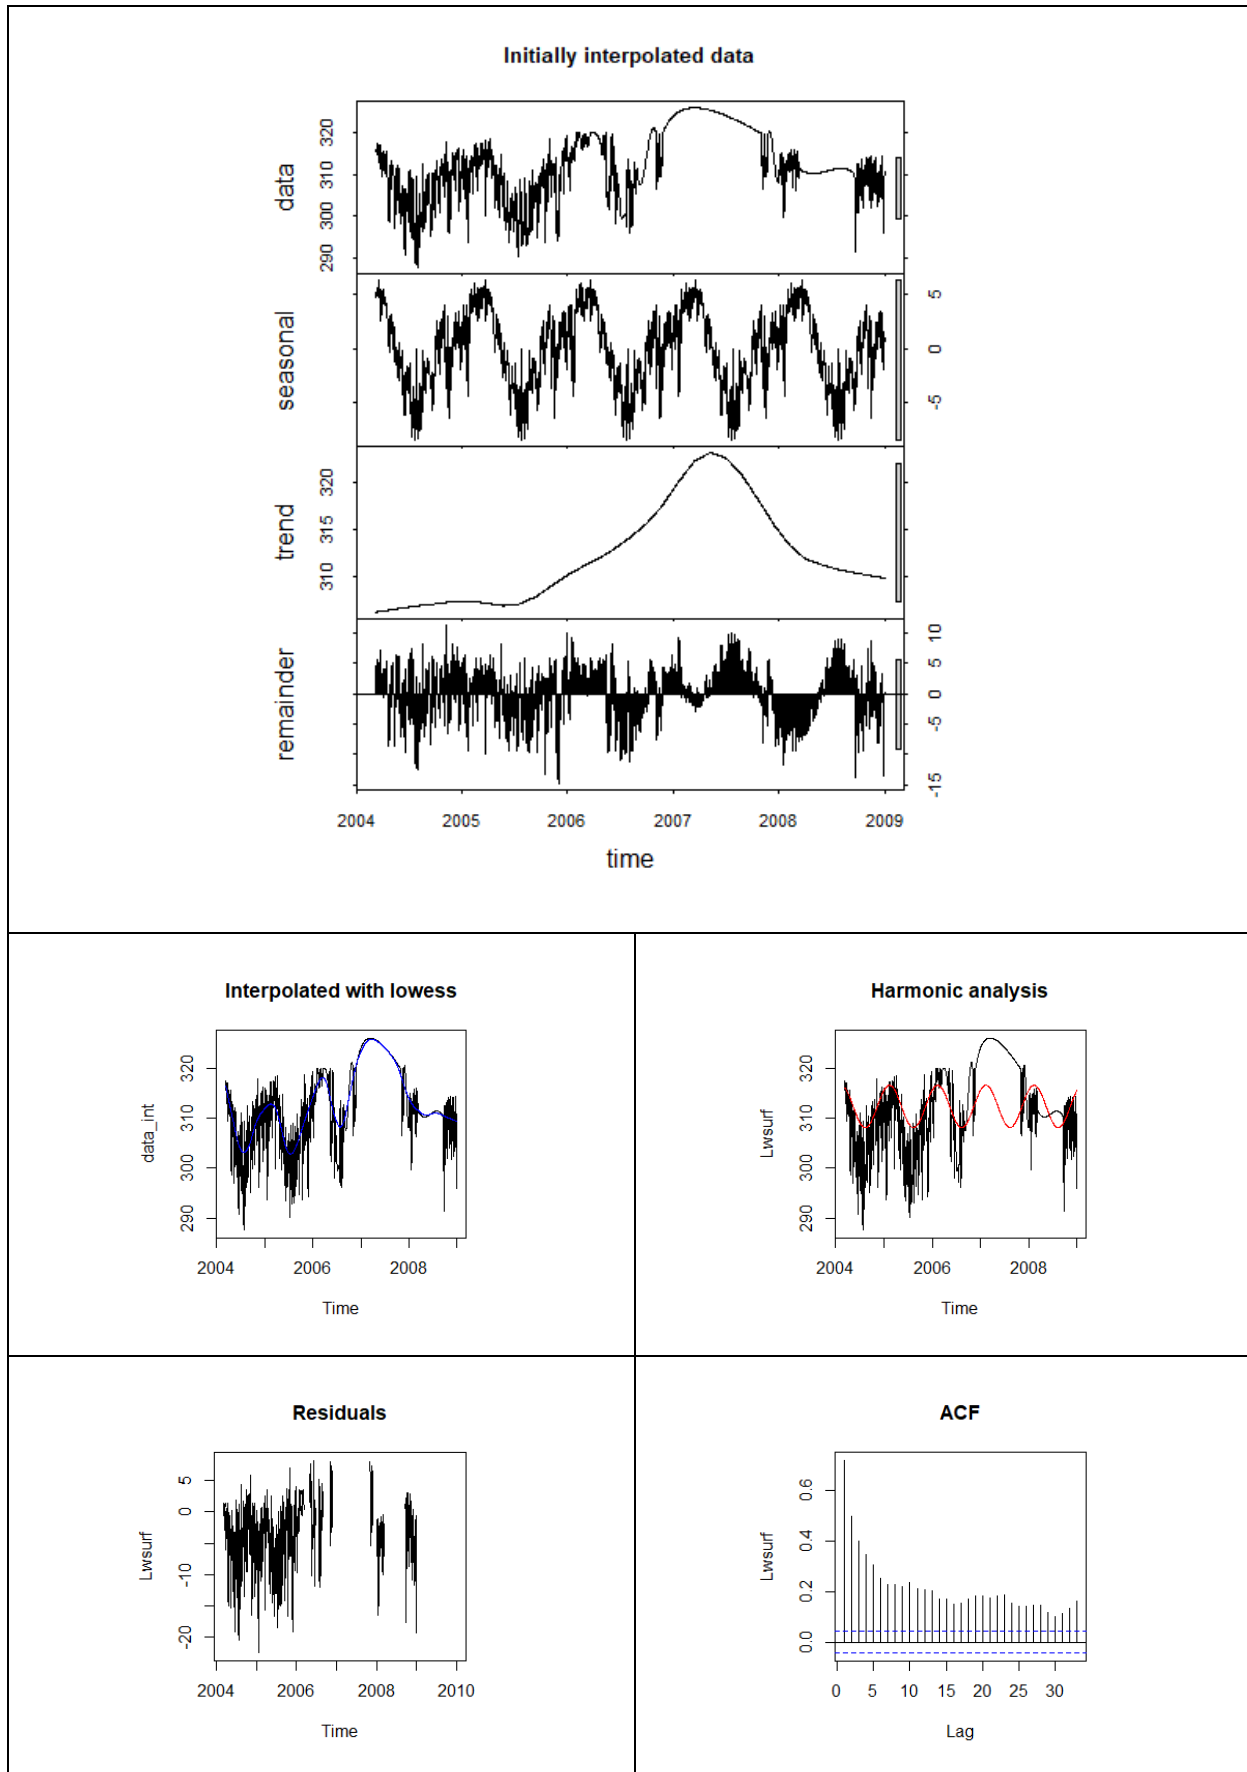 Initially interpolated data
data
290 300 310 320
seasonal
-5 0 5
trend
310 315 320
remainder
-15 -5 0 5 10
2004 2005 2006 2007 2008 2009
time
Interpolated with lowess
data_int
290 300 310 320
2004 2006 2008
Time
Harmonic analysis
Lwsurf
290 300 310 320
2004 2006 2008
Time
Residuals
Lwsurf
-20 -10 0 5
2004 2006 2008 2010
Time
ACF
Lwsurf
0.0 0.2 0.4 0.6
0 5 10 15 20 25 30
Lag